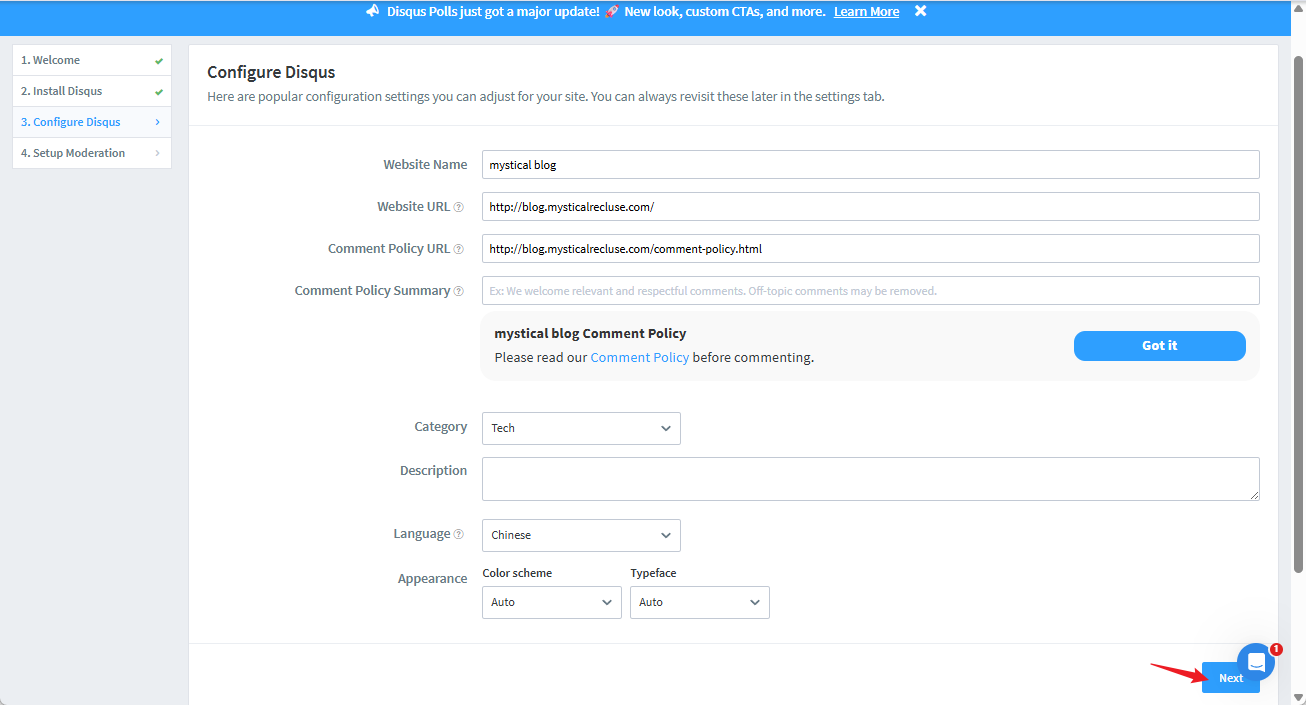 Disqus Polls just got a major update! 🚀 New look, custom CTAs, and more. Learn More
1. Welcome
2. Install Disqus
3. Configure Disqus
4. Setup Moderation
Configure Disqus
Here are popular configuration settings you can adjust for your site. You can always revisit these later in the settings tab.
Website Name
mystical blog
Website URL
http://blog.mysticalrecluse.com/
Comment Policy URL
http://blog.mysticalrecluse.com/comment-policy.html
Comment Policy Summary
Ex: We welcome relevant and respectful comments. Off-topic comments may be removed.
mystical blog Comment Policy
Please read our Comment Policy before commenting.
Got it
Category
Tech
Description
Language
Chinese
Appearance
Color scheme
Typeface
Auto
Auto
1
Next